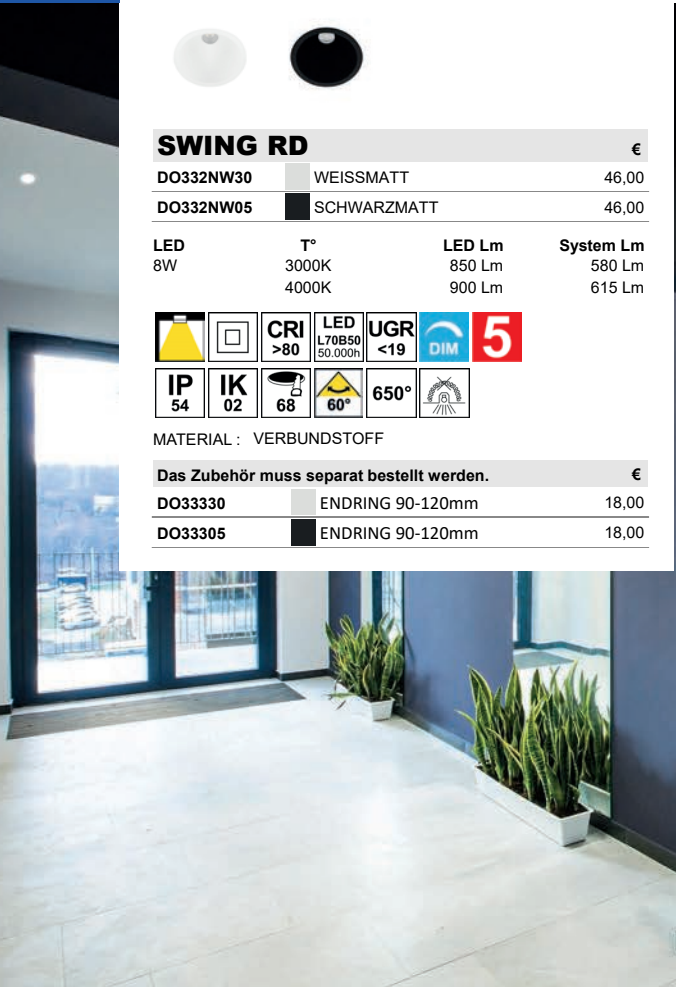 SWING RD €
DO332NW30 WEISSMATT 46,00
DO332NW05 SCHWARZMATT 46,00
LED T° LED Lm System Lm
8W 3000K 850 Lm 580 Lm
4000K 900 Lm 615 Lm
CRI >80 LED L70B50 50.000h UGR <19 DIM 5
IP 54 IK 02 68 60° 650°
MATERIAL : VERBUNDSTOFF
Das Zubehör muss separat bestellt werden. €
DO33330 ENDRING 90-120mm 18,00
DO33305 ENDRING 90-120mm 18,00